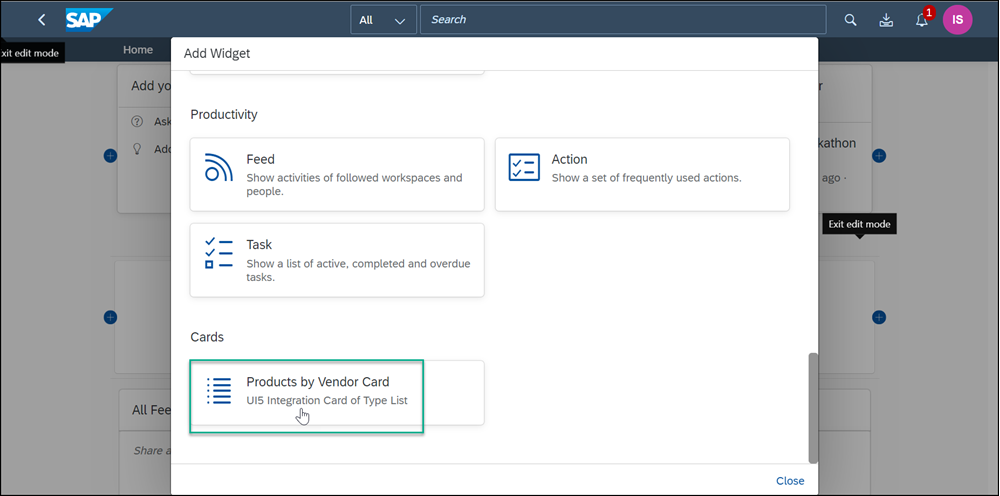 SAP
All
Search
1
IS
xit edit mode
Home
Add Widget
Add yo
r
Ask
Add
kathon
ago ·
Productivity
Feed
Show activities of followed workspaces and
people.
Action
Show a set of frequently used actions.
Exit edit mode
Task
Show a list of active, completed and overdue
tasks.
Cards
Products by Vendor Card
UI5 Integration Card of Type List
All Fee
Share a
Close